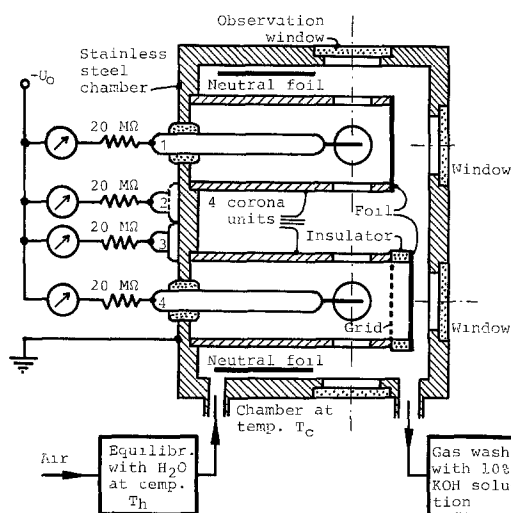 Observation
window
Stainless
steel
chamber
-U₀
Neutral foil
20 MΩ
1
Window
20 MΩ
2
4 corona
units
Foil
20 MΩ
3
Insulator
20 MΩ
4
Grid
Window
Neutral foil
Chamber at
temp. Tc
Air
Equilibr.
with H₂O
at temp.
Th
Gas wash
with 10%
KOH solu
tion